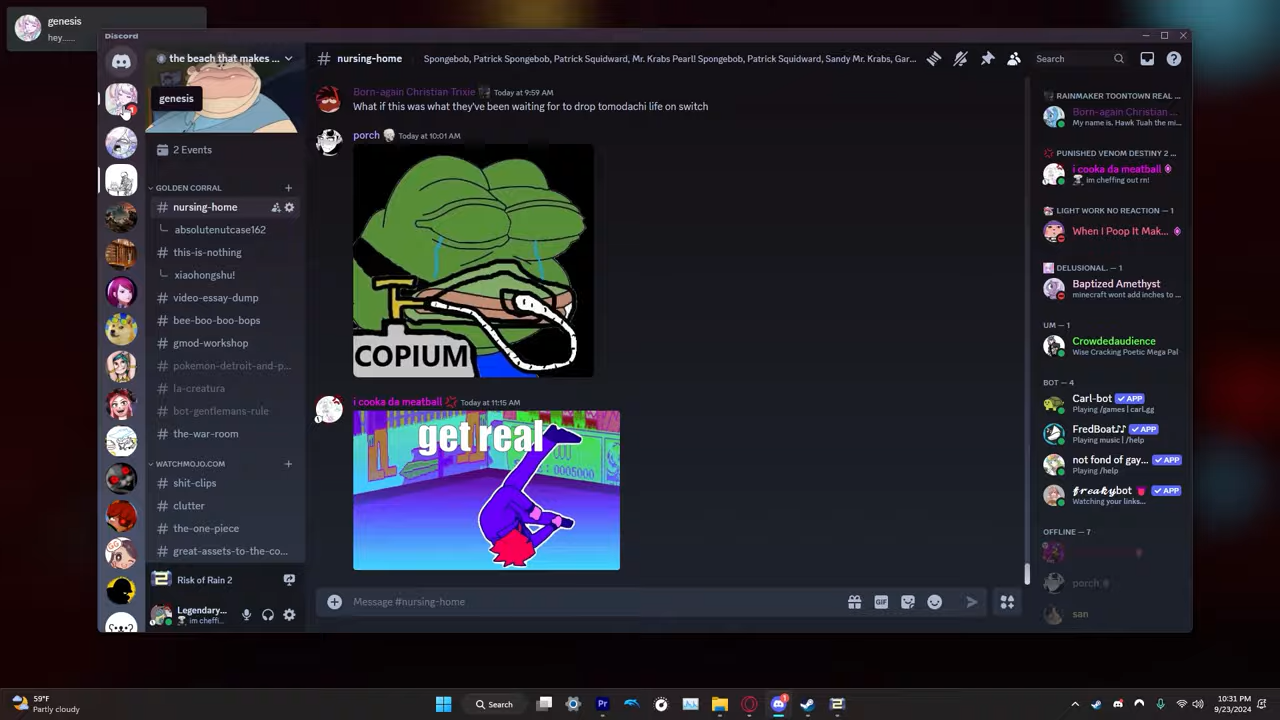 genesis
hey......
Discord
the beach that makes ...
genesis
2 Events
GOLDEN CORRAL
nursing-home
absolutenutcase162
this-is-nothing
xiaohongshu!
video-essay-dump
bee-boo-boo-bops
gmod-workshop
pokemon-detroit-and-p...
la-creatura
bot-gentlemans-rule
the-war-room
WATCHMOJO.COM
shit-clips
clutter
the-one-piece
great-assets-to-the-co...
Risk of Rain 2
Legendary...
im cheffi...
# nursing-home
Spongebob, Patrick Spongebob, Patrick Squidward, Mr. Krabs Pearl! Spongebob, Patrick Squidward, Sandy Mr. Krabs, Gar...
Search
Born-again Christian Trixie Today at 9:59 AM
What if this was what they've been waiting for to drop tomodachi life on switch
porch Today at 10:01 AM
COPIUM
i cooka da meatball Today at 11:15 AM
get real
0005000
Message #nursing-home
GIF
RAINMAKER TOONTOWN REAL ...
Born-again Christian ...
My name is. Hawk Tuah the mi...
PUNISHED VENOM DESTINY 2 ...
i cooka da meatball
im cheffing out rn!
LIGHT WORK NO REACTION — 1
When I Poop It Mak...
DELUSIONAL. — 1
Baptized Amethyst
minecraft wont add inches to ...
UM — 1
Crowdedaudience
Wise Cracking Poetic Mega Pal
BOT — 4
Carl-bot ✓ APP
Playing /games | carl.gg
FredBoat♪♪ ✓ APP
Playing music | /help
not fond of gay... ✓ APP
Playing /help
𝓯𝓻𝓮𝓪𝓴𝔂bot ✓ APP
Watching your links...
OFFLINE — 7
porch
san
59°F
Partly cloudy
Search
Pr
1
10:31 PM
9/23/2024